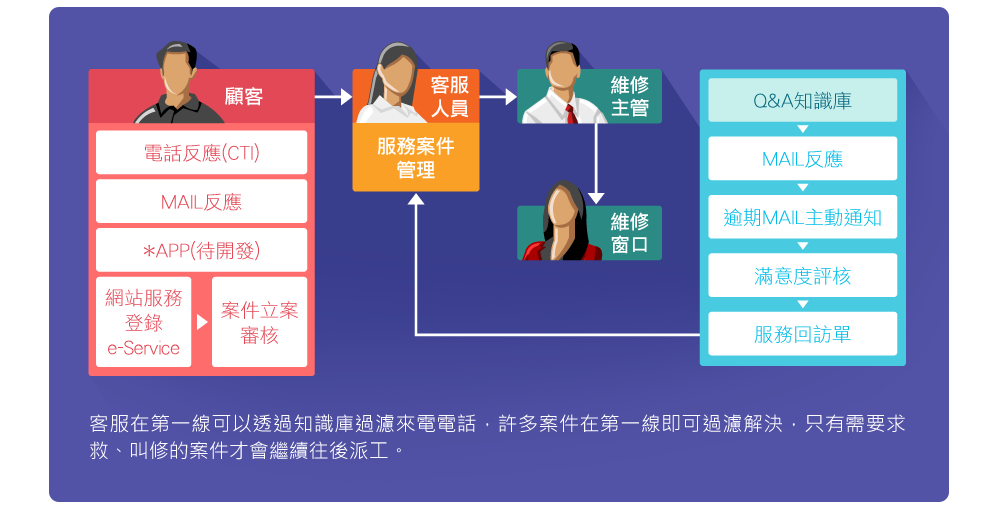 顧客
電話反應(CTI)
MAIL反應
*APP(待開發)
網站服務
登錄
e-Service
案件立案
審核
客服
人員
服務案件
管理
維修
主管
維修
窗口
Q&A知識庫
MAIL反應
逾期MAIL主動通知
滿意度評核
服務回訪單
客服在第一線可以透過知識庫過濾來電電話，許多案件在第一線即可過濾解決，只有需要求
救、叫修的案件才會繼續往後派工。